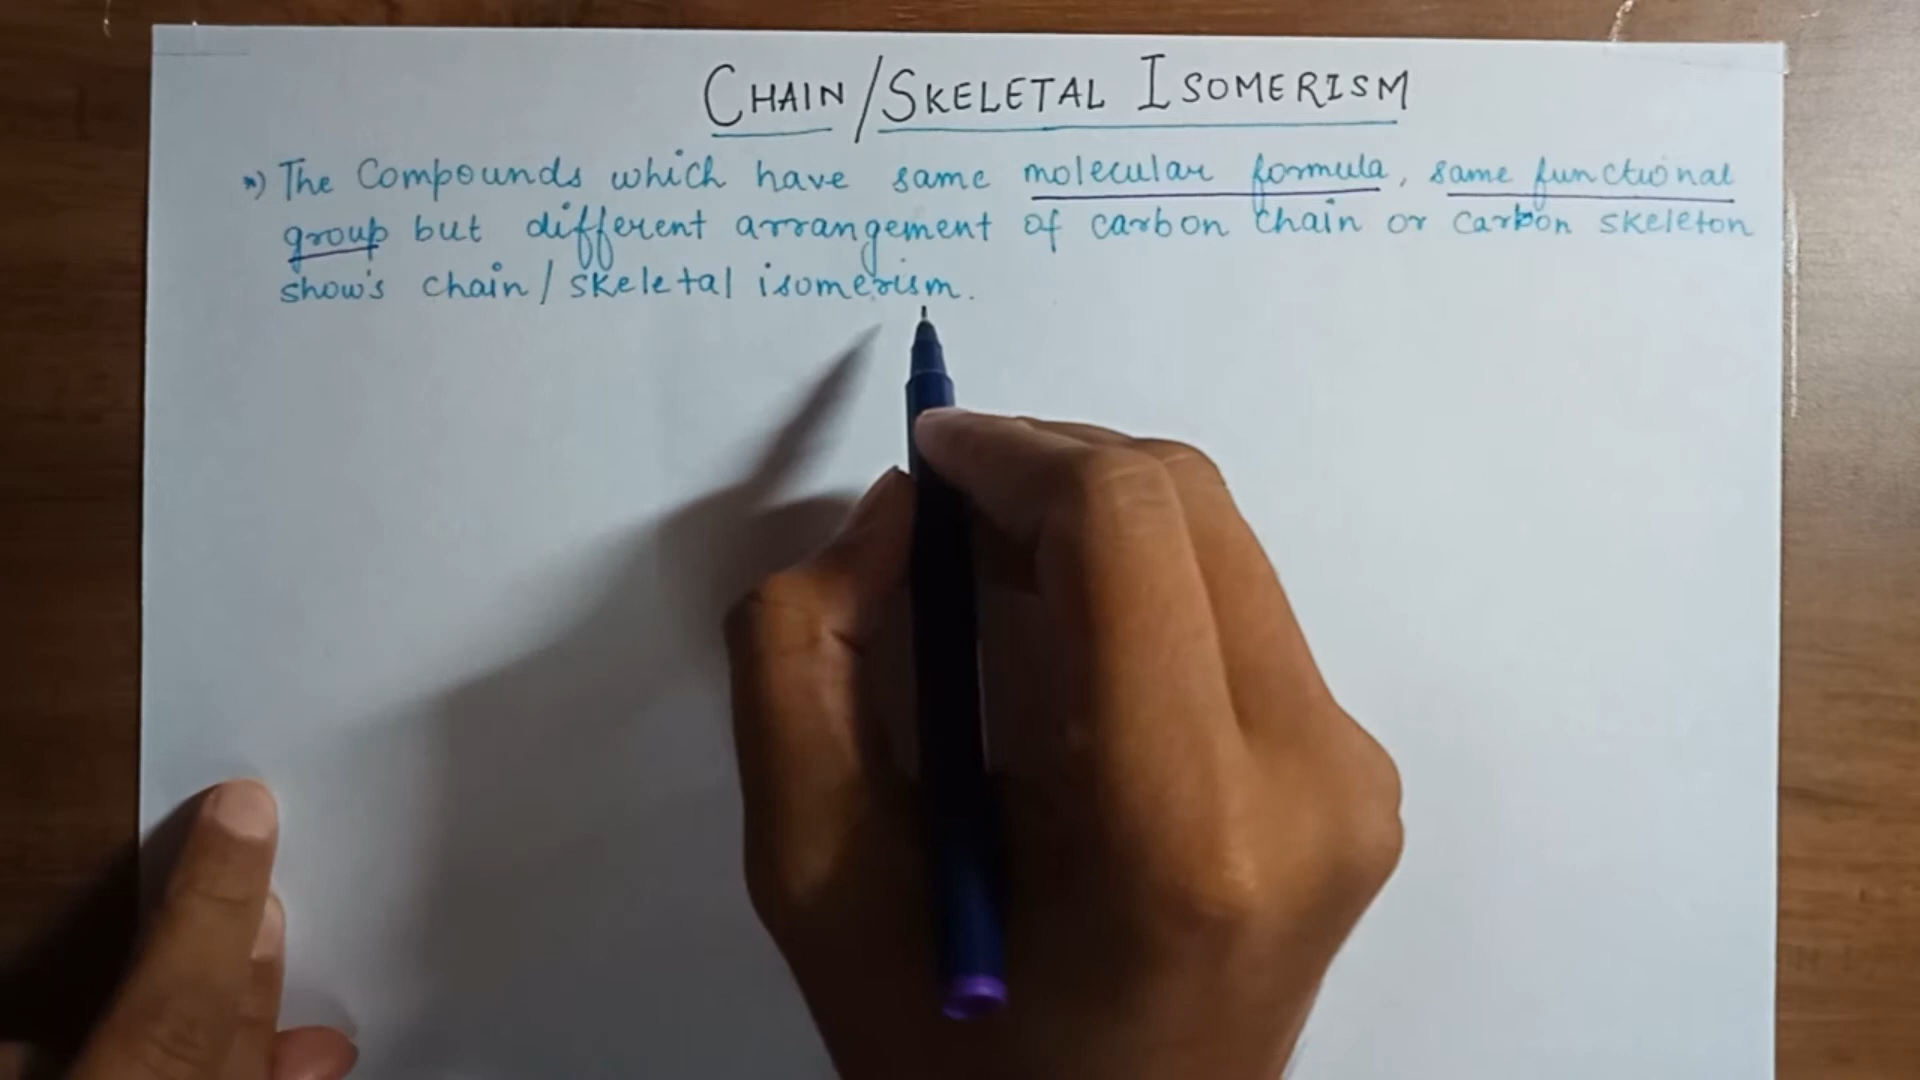 CHAIN/SKELETAL ISOMERISM
*) The Compounds which have same molecular formula, same functional
group but different arrangement of carbon chain or carbon skeleton
show's chain/skeletal isomerism.